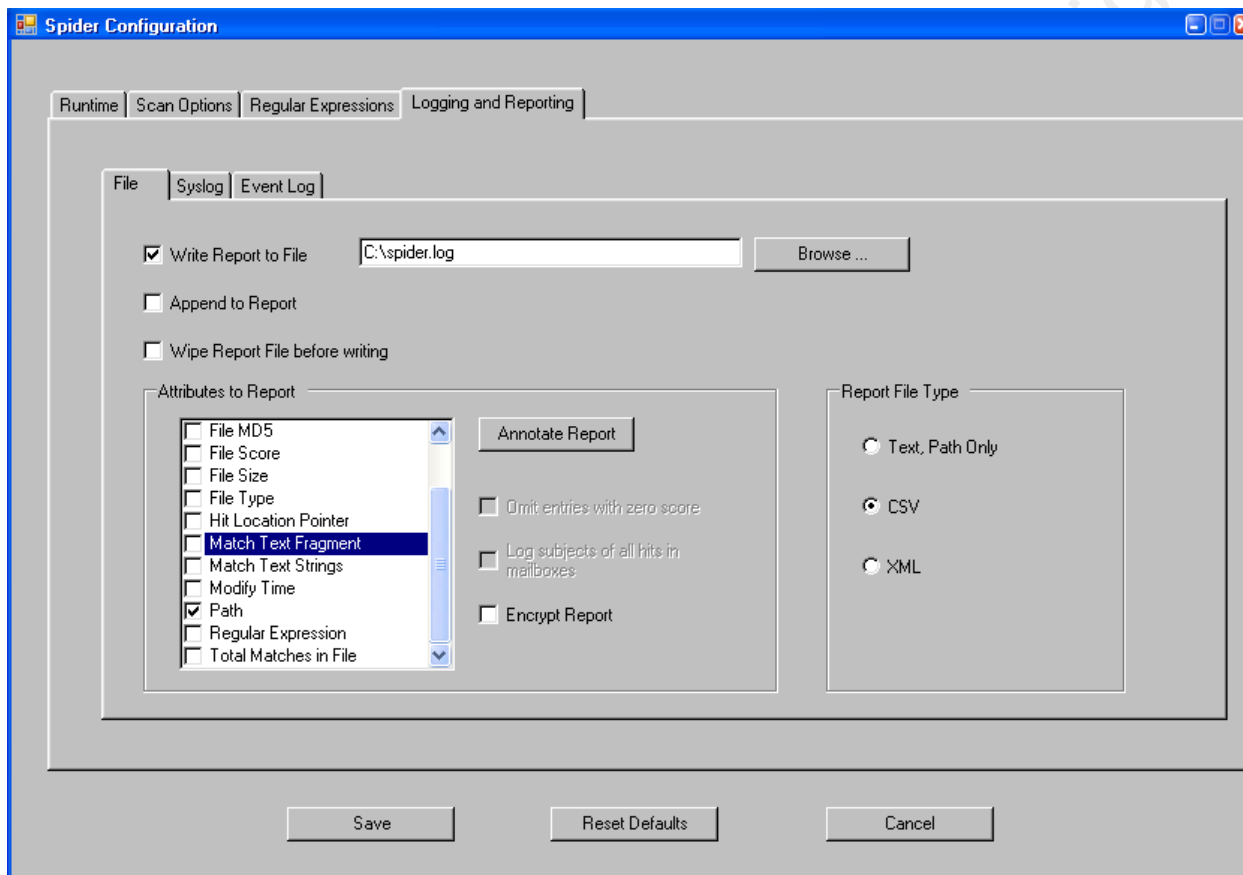 Spider Configuration
Runtime Scan Options Regular Expressions Logging and Reporting
File Syslog Event Log
Write Report to File C:\spider.log Browse ...
Append to Report
Wipe Report File before writing
Attributes to Report
File MD5
File Score
File Size
File Type
Hit Location Pointer
Match Text Fragment
Match Text Strings
Modify Time
Path
Regular Expression
Total Matches in File
Annotate Report
Omit entries with zero score
Log subjects of all hits in
mailboxes
Encrypt Report
Report File Type
Text, Path Only
CSV
XML
Save Reset Defaults Cancel